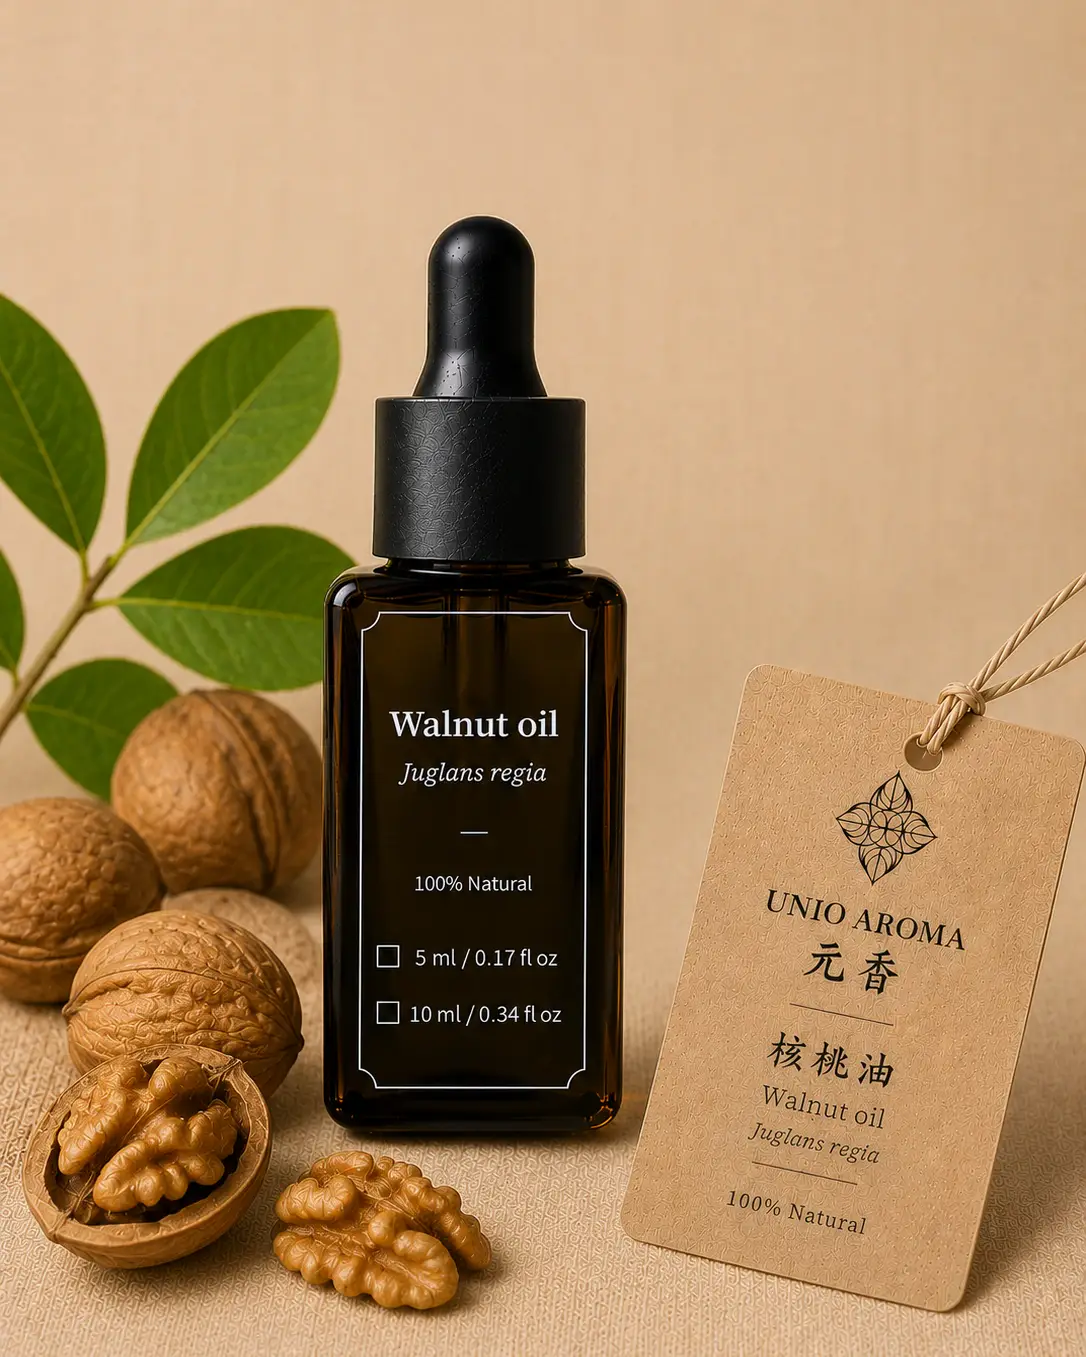 Walnut oil
Juglans regia
100% Natural
☐ 5 ml / 0.17 fl oz
☐ 10 ml / 0.34 fl oz
UNIO AROMA
元香
核桃油
Walnut oil
Juglans regia
100% Natural